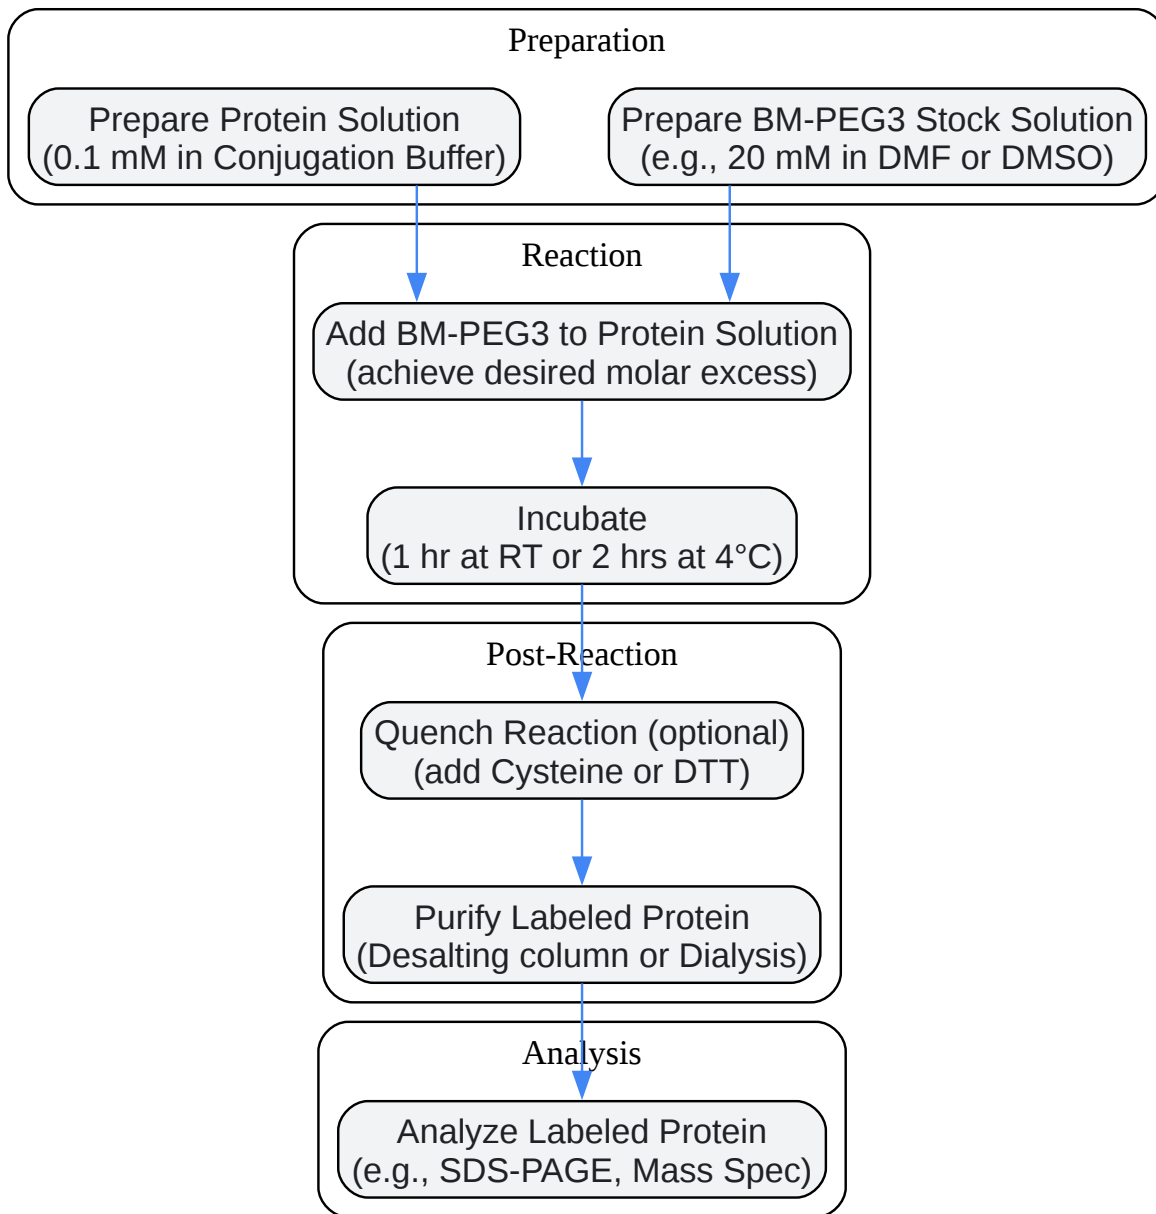 Preparation
Prepare Protein Solution
(0.1 mM in Conjugation Buffer)
Prepare BM-PEG3 Stock Solution
(e.g., 20 mM in DMF or DMSO)
Reaction
Add BM-PEG3 to Protein Solution
(achieve desired molar excess)
Incubate
(1 hr at RT or 2 hrs at 4°C)
Post-Reaction
Quench Reaction (optional)
(add Cysteine or DTT)
Purify Labeled Protein
(Desalting column or Dialysis)
Analysis
Analyze Labeled Protein
(e.g., SDS-PAGE, Mass Spec)